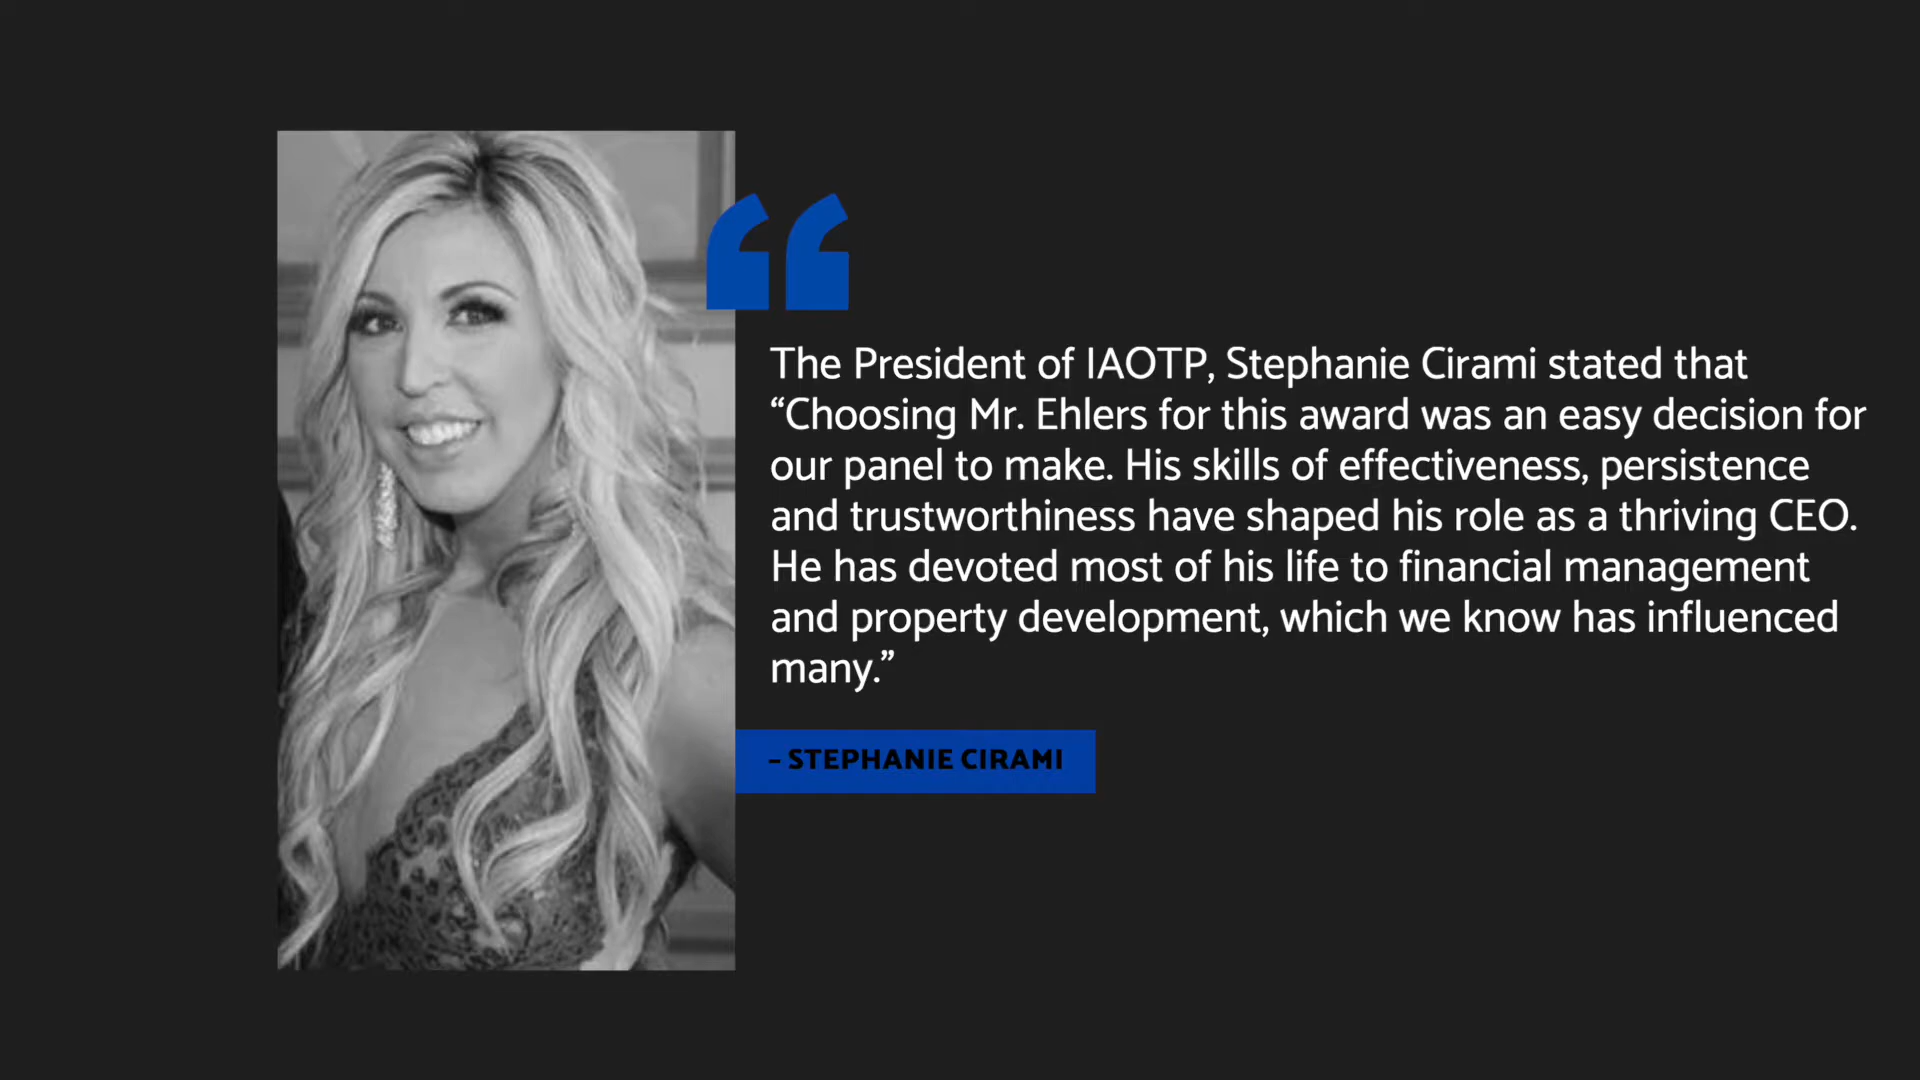 The President of IAOTP, Stephanie Cirami stated that
“Choosing Mr. Ehlers for this award was an easy decision for
our panel to make. His skills of effectiveness, persistence
and trustworthiness have shaped his role as a thriving CEO.
He has devoted most of his life to financial management
and property development, which we know has influenced
many.”
– STEPHANIE CIRAMI